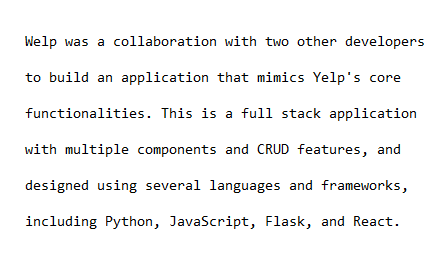 Welp was a collaboration with two other developers
to build an application that mimics Yelp's core
functionalities. This is a full stack application
with multiple components and CRUD features, and
designed using several languages and frameworks,
including Python, JavaScript, Flask, and React.